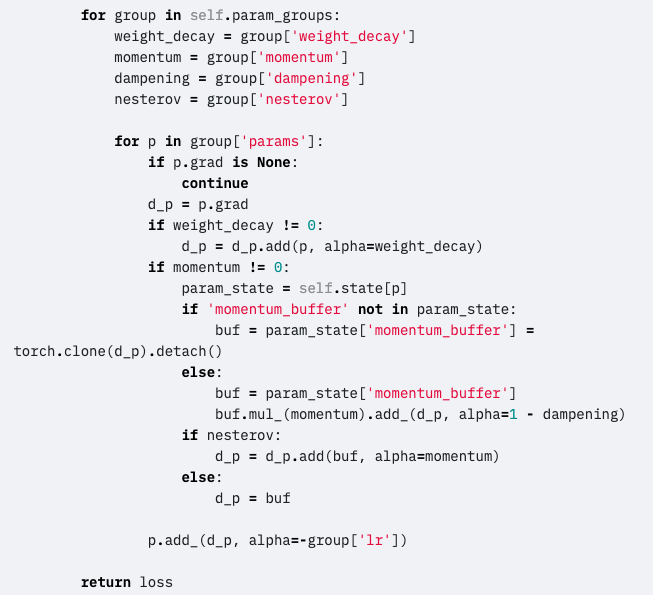 for group in self.param_groups:
weight_decay = group['weight_decay']
momentum = group['momentum']
dampening = group['dampening']
nesterov = group['nesterov']
for p in group['params']:
if p.grad is None:
continue
d_p = p.grad
if weight_decay != 0:
d_p = d_p.add(p, alpha=weight_decay)
if momentum != 0:
param_state = self.state[p]
if 'momentum_buffer' not in param_state:
buf = param_state['momentum_buffer'] =
torch.clone(d_p).detach()
else:
buf = param_state['momentum_buffer']
buf.mul_(momentum).add_(d_p, alpha=1 - dampening)
if nesterov:
d_p = d_p.add(buf, alpha=momentum)
else:
d_p = buf
p.add_(d_p, alpha=-group['lr'])
return loss